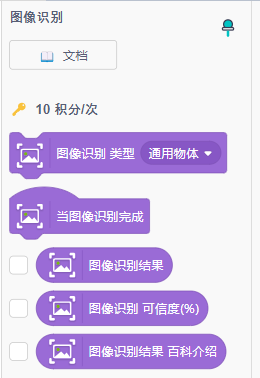 图像识别
文档
10 积分/次
图像识别 类型 通用物体
当图像识别完成
图像识别结果
图像识别 可信度(%)
图像识别结果 百科介绍